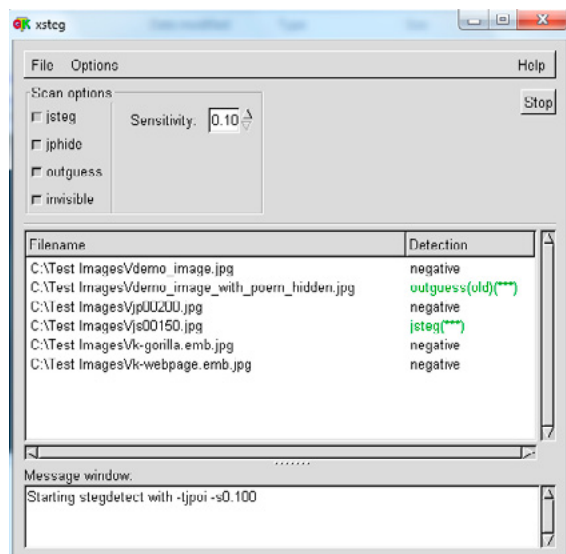 xsteg
File Options Help
Scan options
jsteg
Sensitivity: 0.10
Stop
jphide
outguess
invisible
Filename Detection
C:\Test Images\/demo_image.jpg negative
C:\Test Images\/demo_image_with_poem_hidden.jpg outguess(old)(***)
C:\Test Images\/jp00200.jpg negative
C:\Test Images\/js00150.jpg jsteg(***)
C:\Test Images\/k-gorilla.emb.jpg negative
C:\Test Images\/k-webpage.emb.jpg negative
Message window:
Starting stegdetect with -tjpoi -s0.100